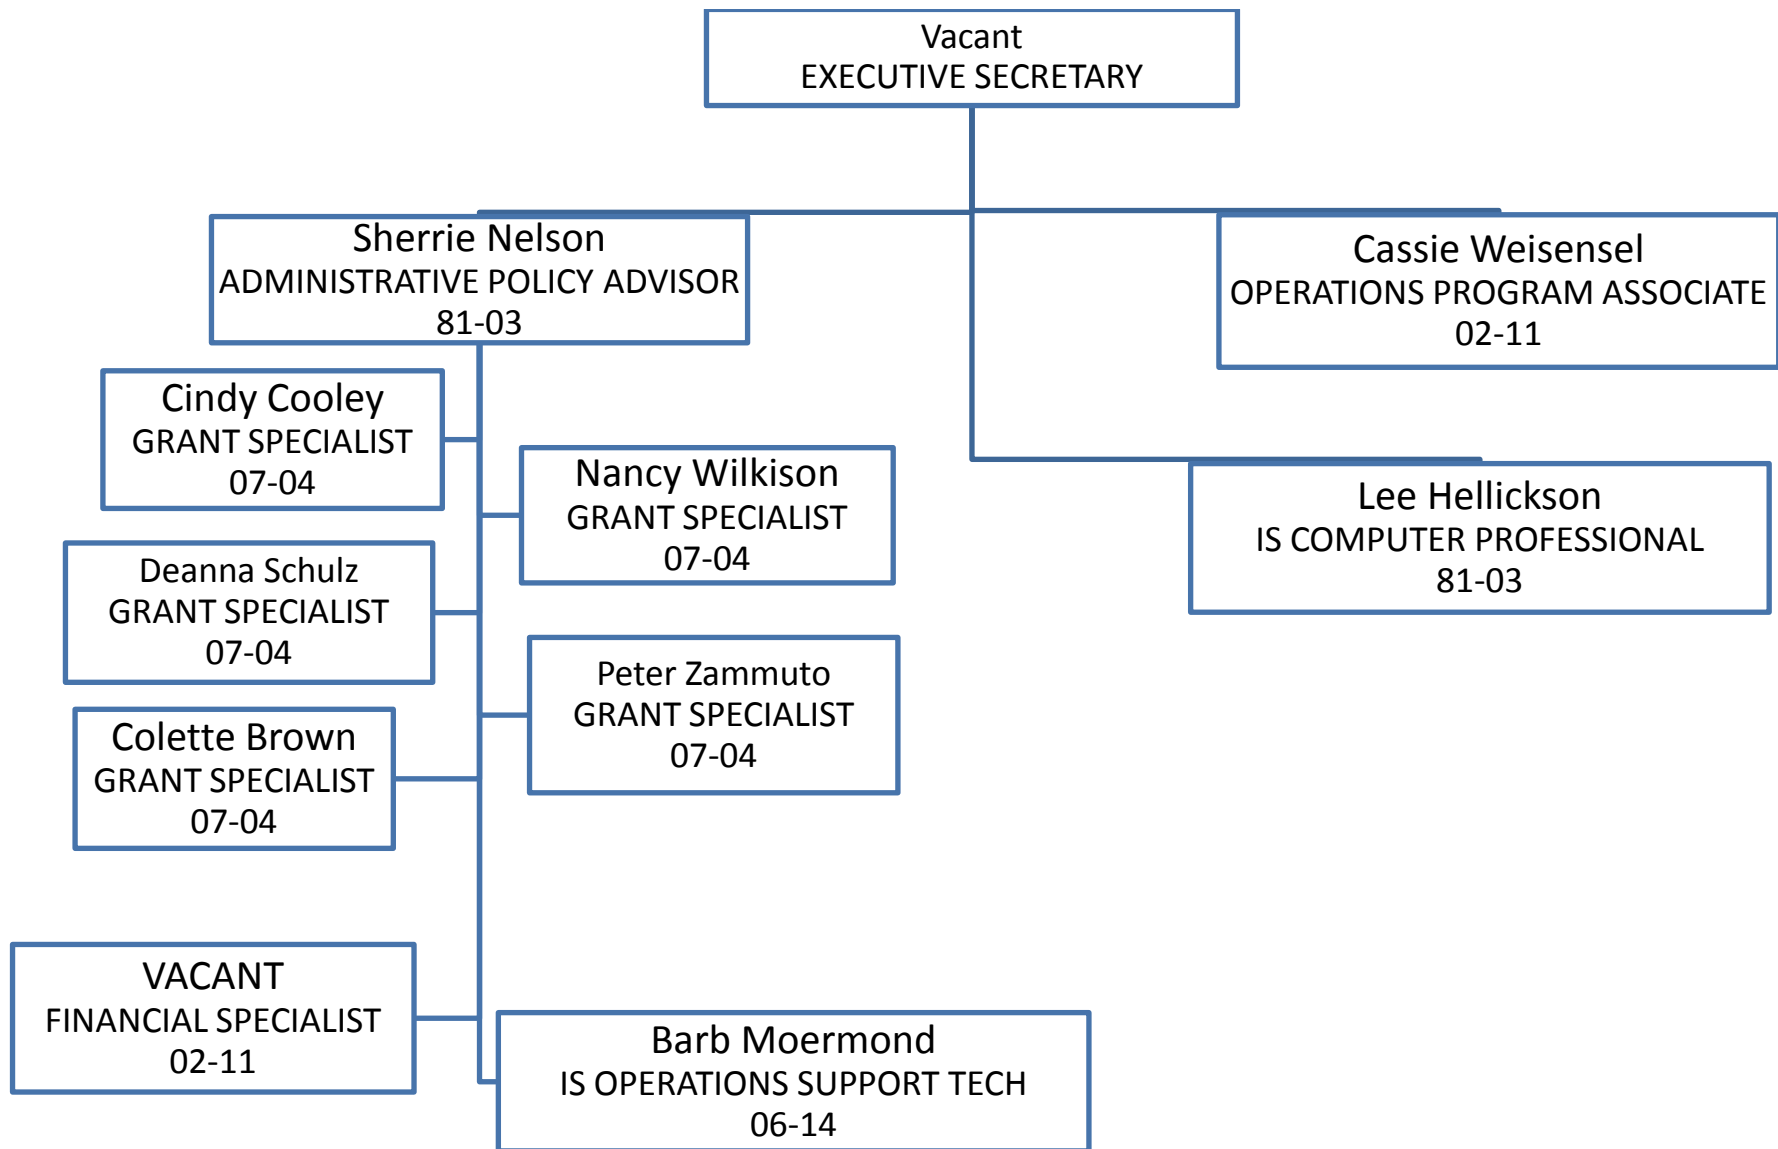 Vacant
EXECUTIVE SECRETARY
Sherrie Nelson
ADMINISTRATIVE POLICY ADVISOR
81-03
Cassie Weisensel
OPERATIONS PROGRAM ASSOCIATE
02-11
Cindy Cooley
GRANT SPECIALIST
07-04
Nancy Wilkison
GRANT SPECIALIST
07-04
Lee Hellickson
IS COMPUTER PROFESSIONAL
81-03
Deanna Schulz
GRANT SPECIALIST
07-04
Peter Zammuto
GRANT SPECIALIST
07-04
Colette Brown
GRANT SPECIALIST
07-04
VACANT
FINANCIAL SPECIALIST
02-11
Barb Moermond
IS OPERATIONS SUPPORT TECH
06-14